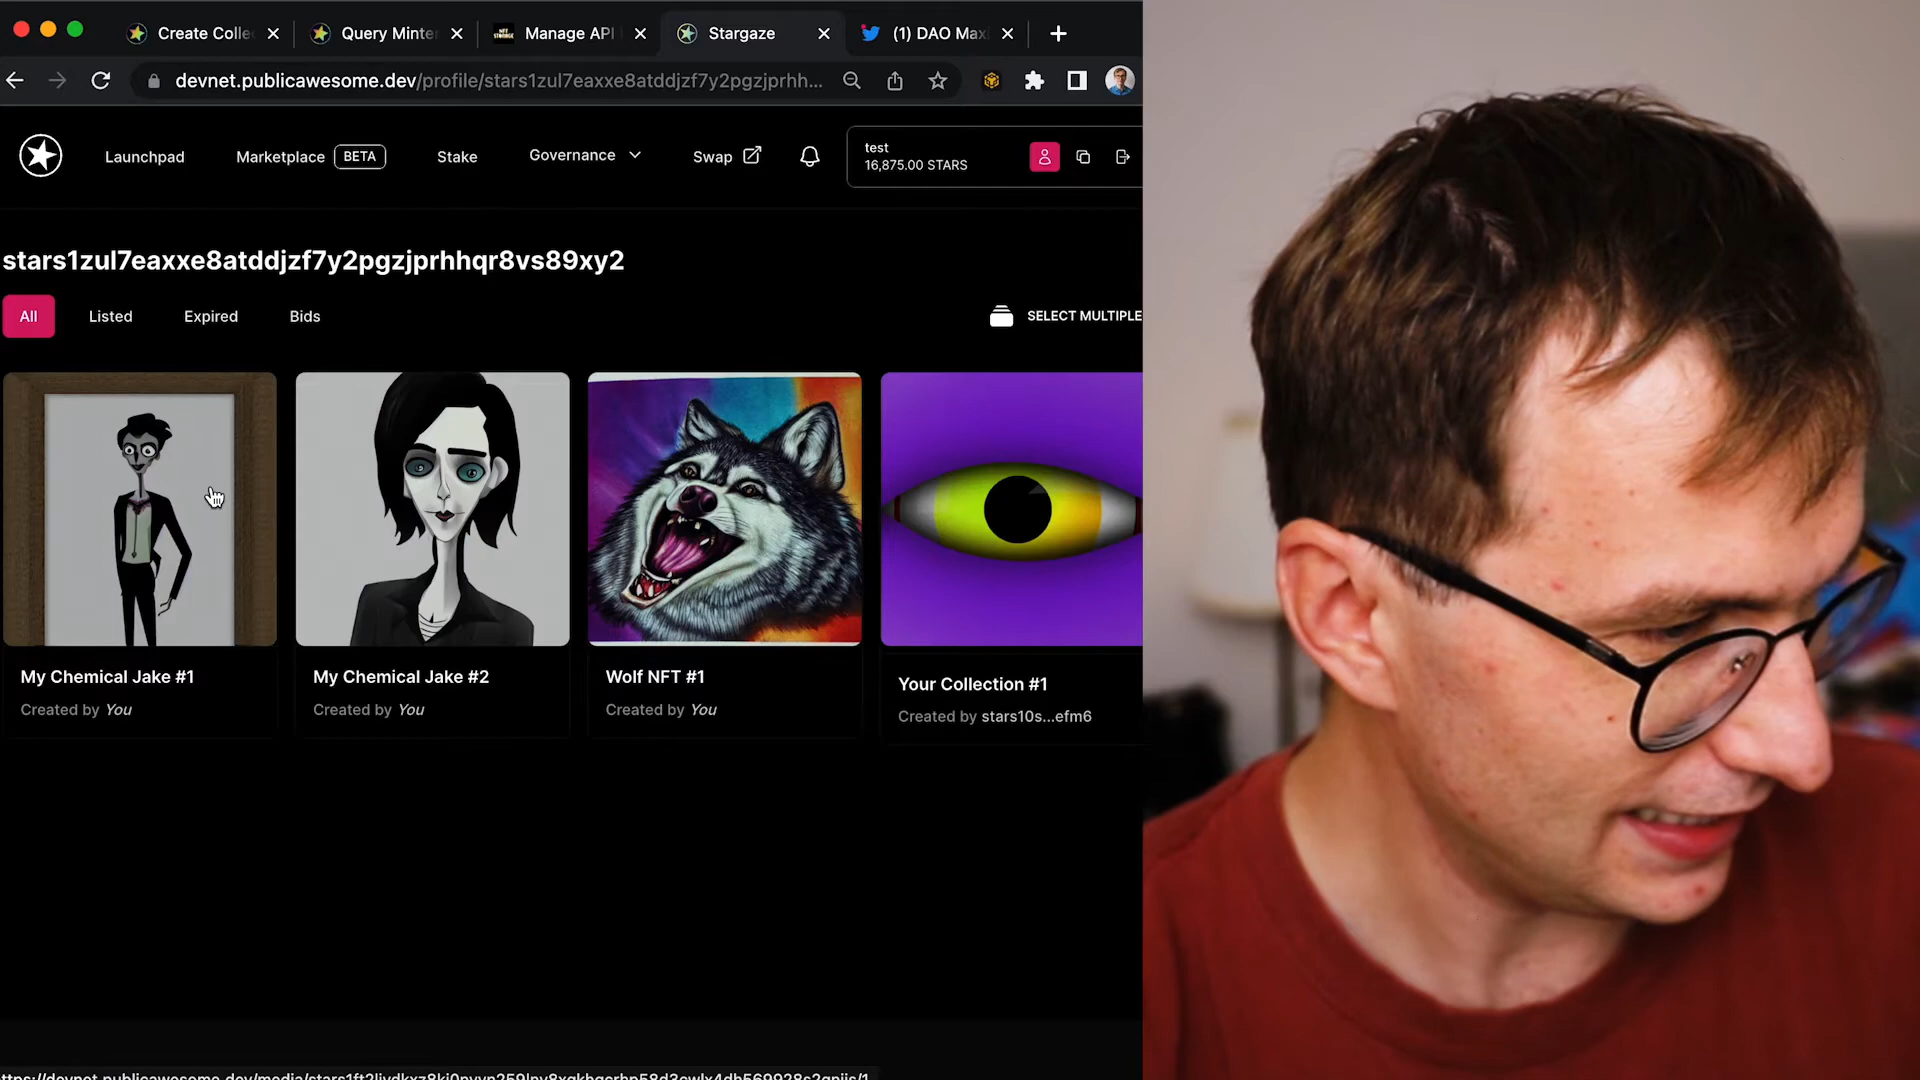 Create Colle
Query Minte
Manage API
Stargaze
(1) DAO Max
devnet.publicawesome.dev/profile/stars1zul7eaxxe8atddjzf7y2pgzjprhh...
Launchpad
Marketplace BETA
Stake
Governance
Swap
test
16,875.00 STARS
stars1zul7eaxxe8atddjzf7y2pgzjprhhqr8vs89xy2
All
Listed
Expired
Bids
SELECT MULTIPLE
My Chemical Jake #1
Created by You
My Chemical Jake #2
Created by You
Wolf NFT #1
Created by You
Your Collection #1
Created by stars10s...efm6